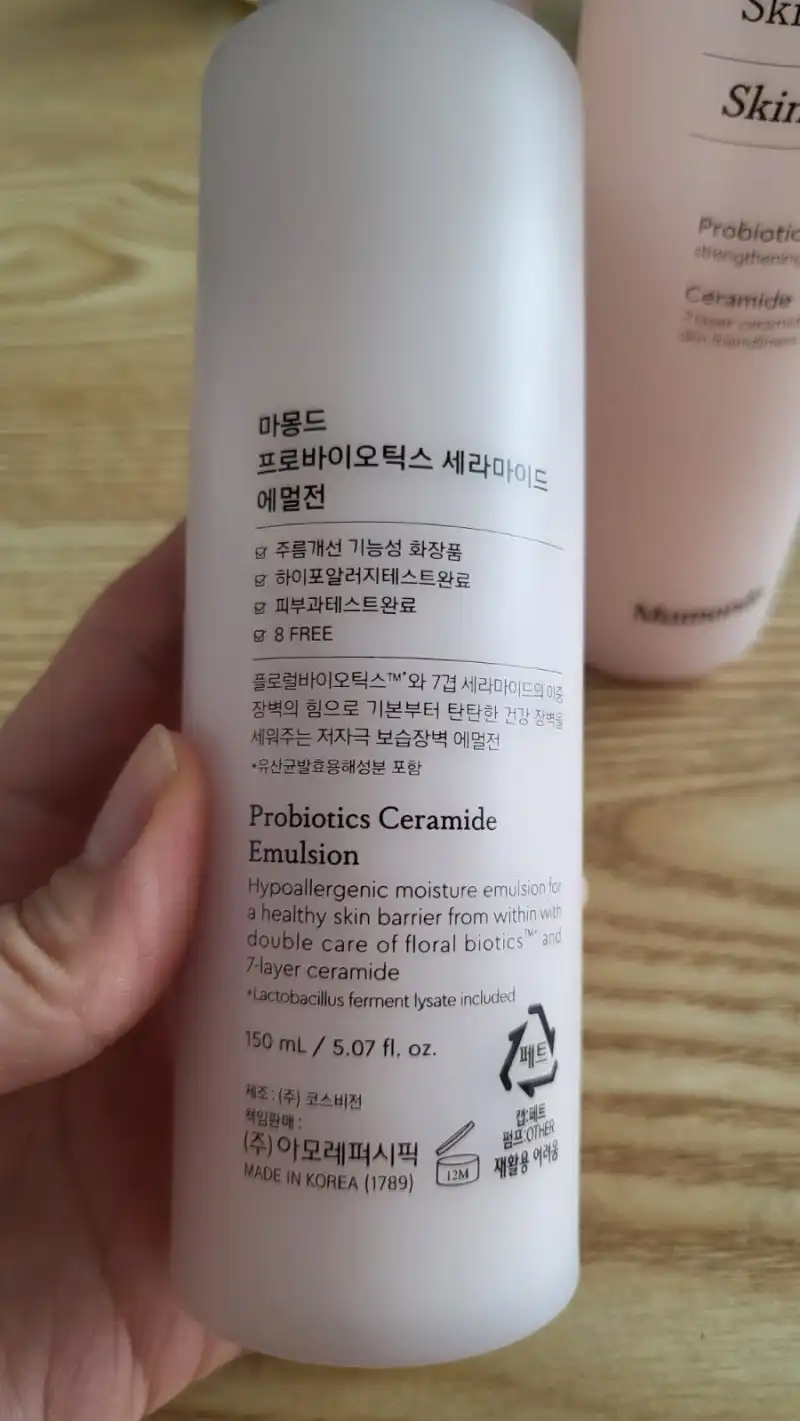 마몽드
프로바이오틱스 세라마이드
에멀전
주름개선 기능성 화장품
하이포알러지테스트완료
피부과테스트완료
8 FREE
플로럴바이오틱스™*와 7겹 세라마이드의 이중
장벽의 힘으로 기본부터 탄탄한 건강 장벽을
세워주는 저자극 보습장벽 에멀전
*유산균발효용해성분 포함
Probiotics Ceramide
Emulsion
Hypoallergenic moisture emulsion for
a healthy skin barrier from within with
double care of floral biotics™* and
7-layer ceramide
*Lactobacillus ferment lysate included
150 mL / 5.07 fl. oz.
페트
캡:페트
펌프:OTHER
재활용 어려움
제조 : (주) 코스비전
책임판매 :
(주)아모레퍼시픽
MADE IN KOREA (1789)
12M
Skin
Probiotic
strengthening
Ceramide
7-layer
Mamonde